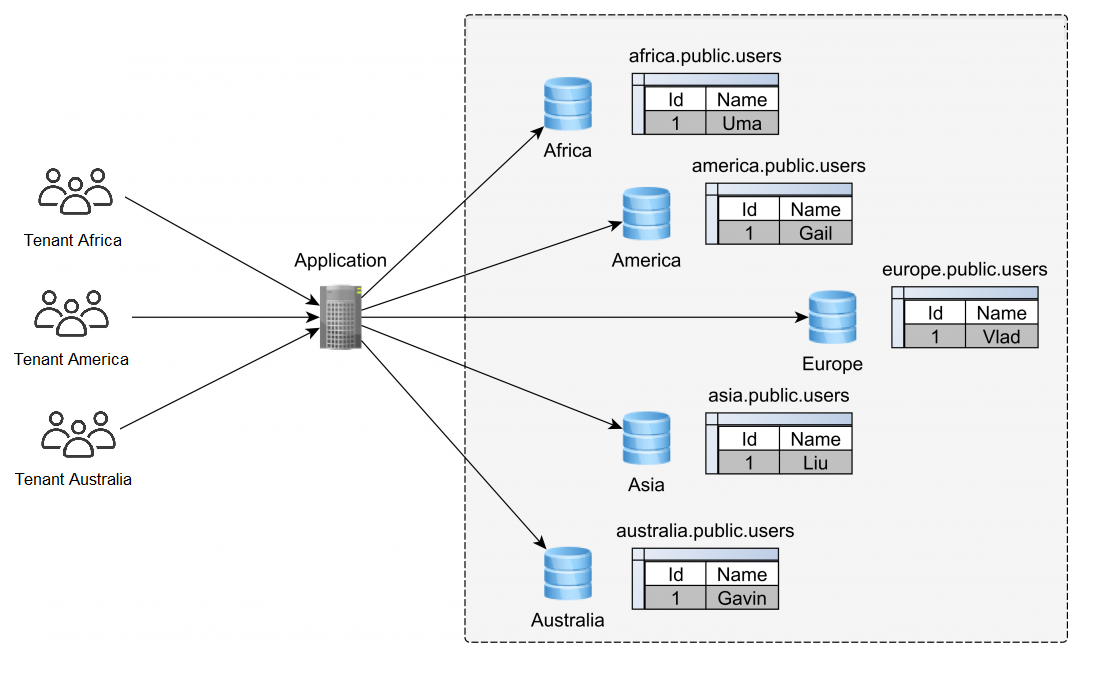 Tenant Africa
Tenant America
Tenant Australia
Application
africa.public.users
Id Name
1 Uma
Africa
america.public.users
Id Name
1 Gail
America
europe.public.users
Id Name
1 Vlad
Europe
asia.public.users
Id Name
1 Liu
Asia
australia.public.users
Id Name
1 Gavin
Australia